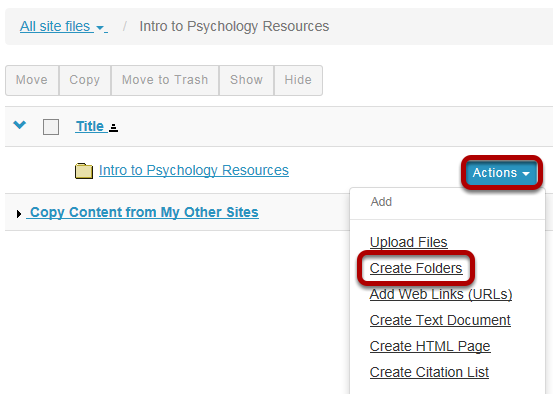 All site files / Intro to Psychology Resources
Move Copy Move to Trash Show Hide
Title
Intro to Psychology Resources Actions
Add
Copy Content from My Other Sites
Upload Files
Create Folders
Add Web Links (URLs)
Create Text Document
Create HTML Page
Create Citation List